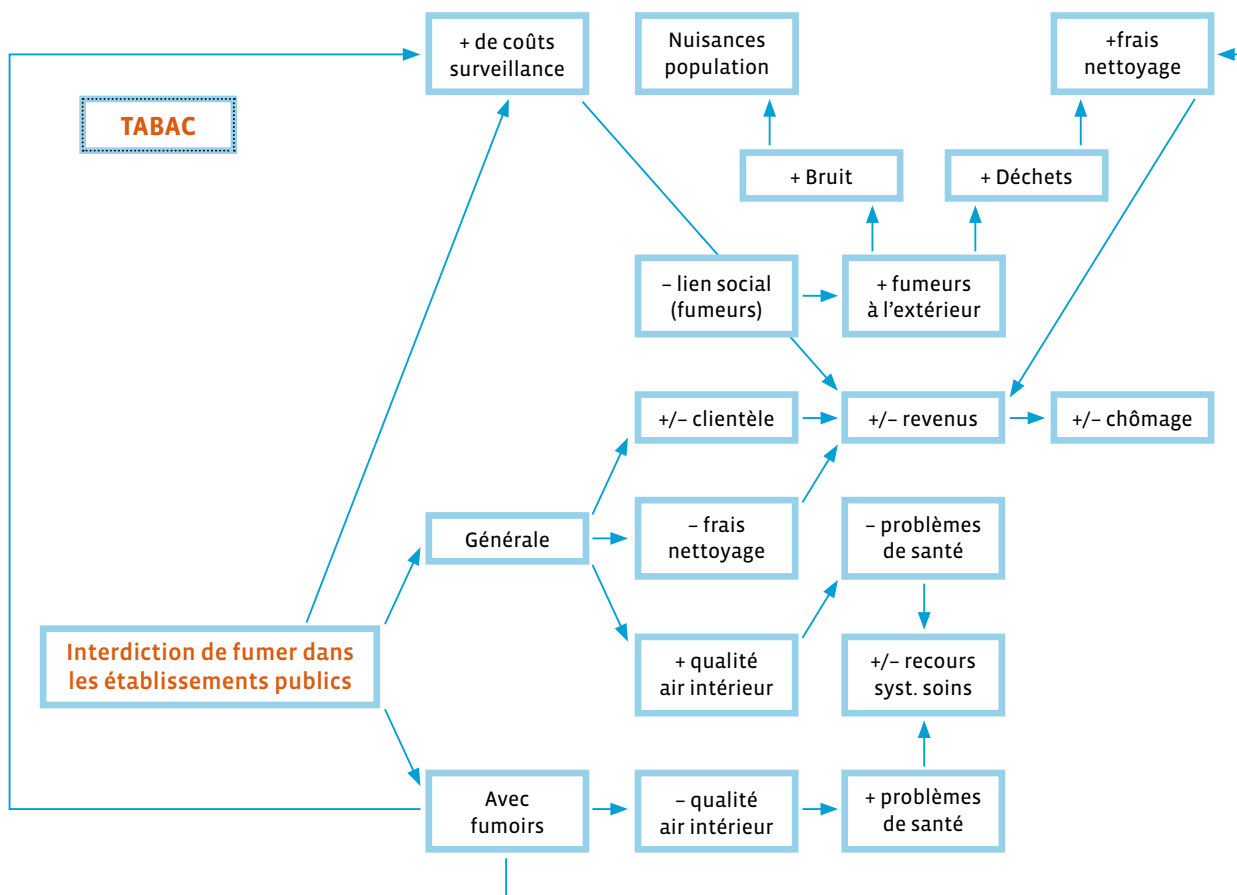 + de coûts
surveillance
Nuisances
population
+frais
nettoyage
TABAC
+ Bruit
+ Déchets
– lien social
(fumeurs)
+ fumeurs
à l’extérieur
+/– clientèle
+/– revenus
+/– chômage
Générale
– frais
nettoyage
– problèmes
de santé
Interdiction de fumer dans
les établissements publics
+ qualité
air intérieur
+/– recours
syst. soins
Avec
fumoirs
– qualité
air intérieur
+ problèmes
de santé